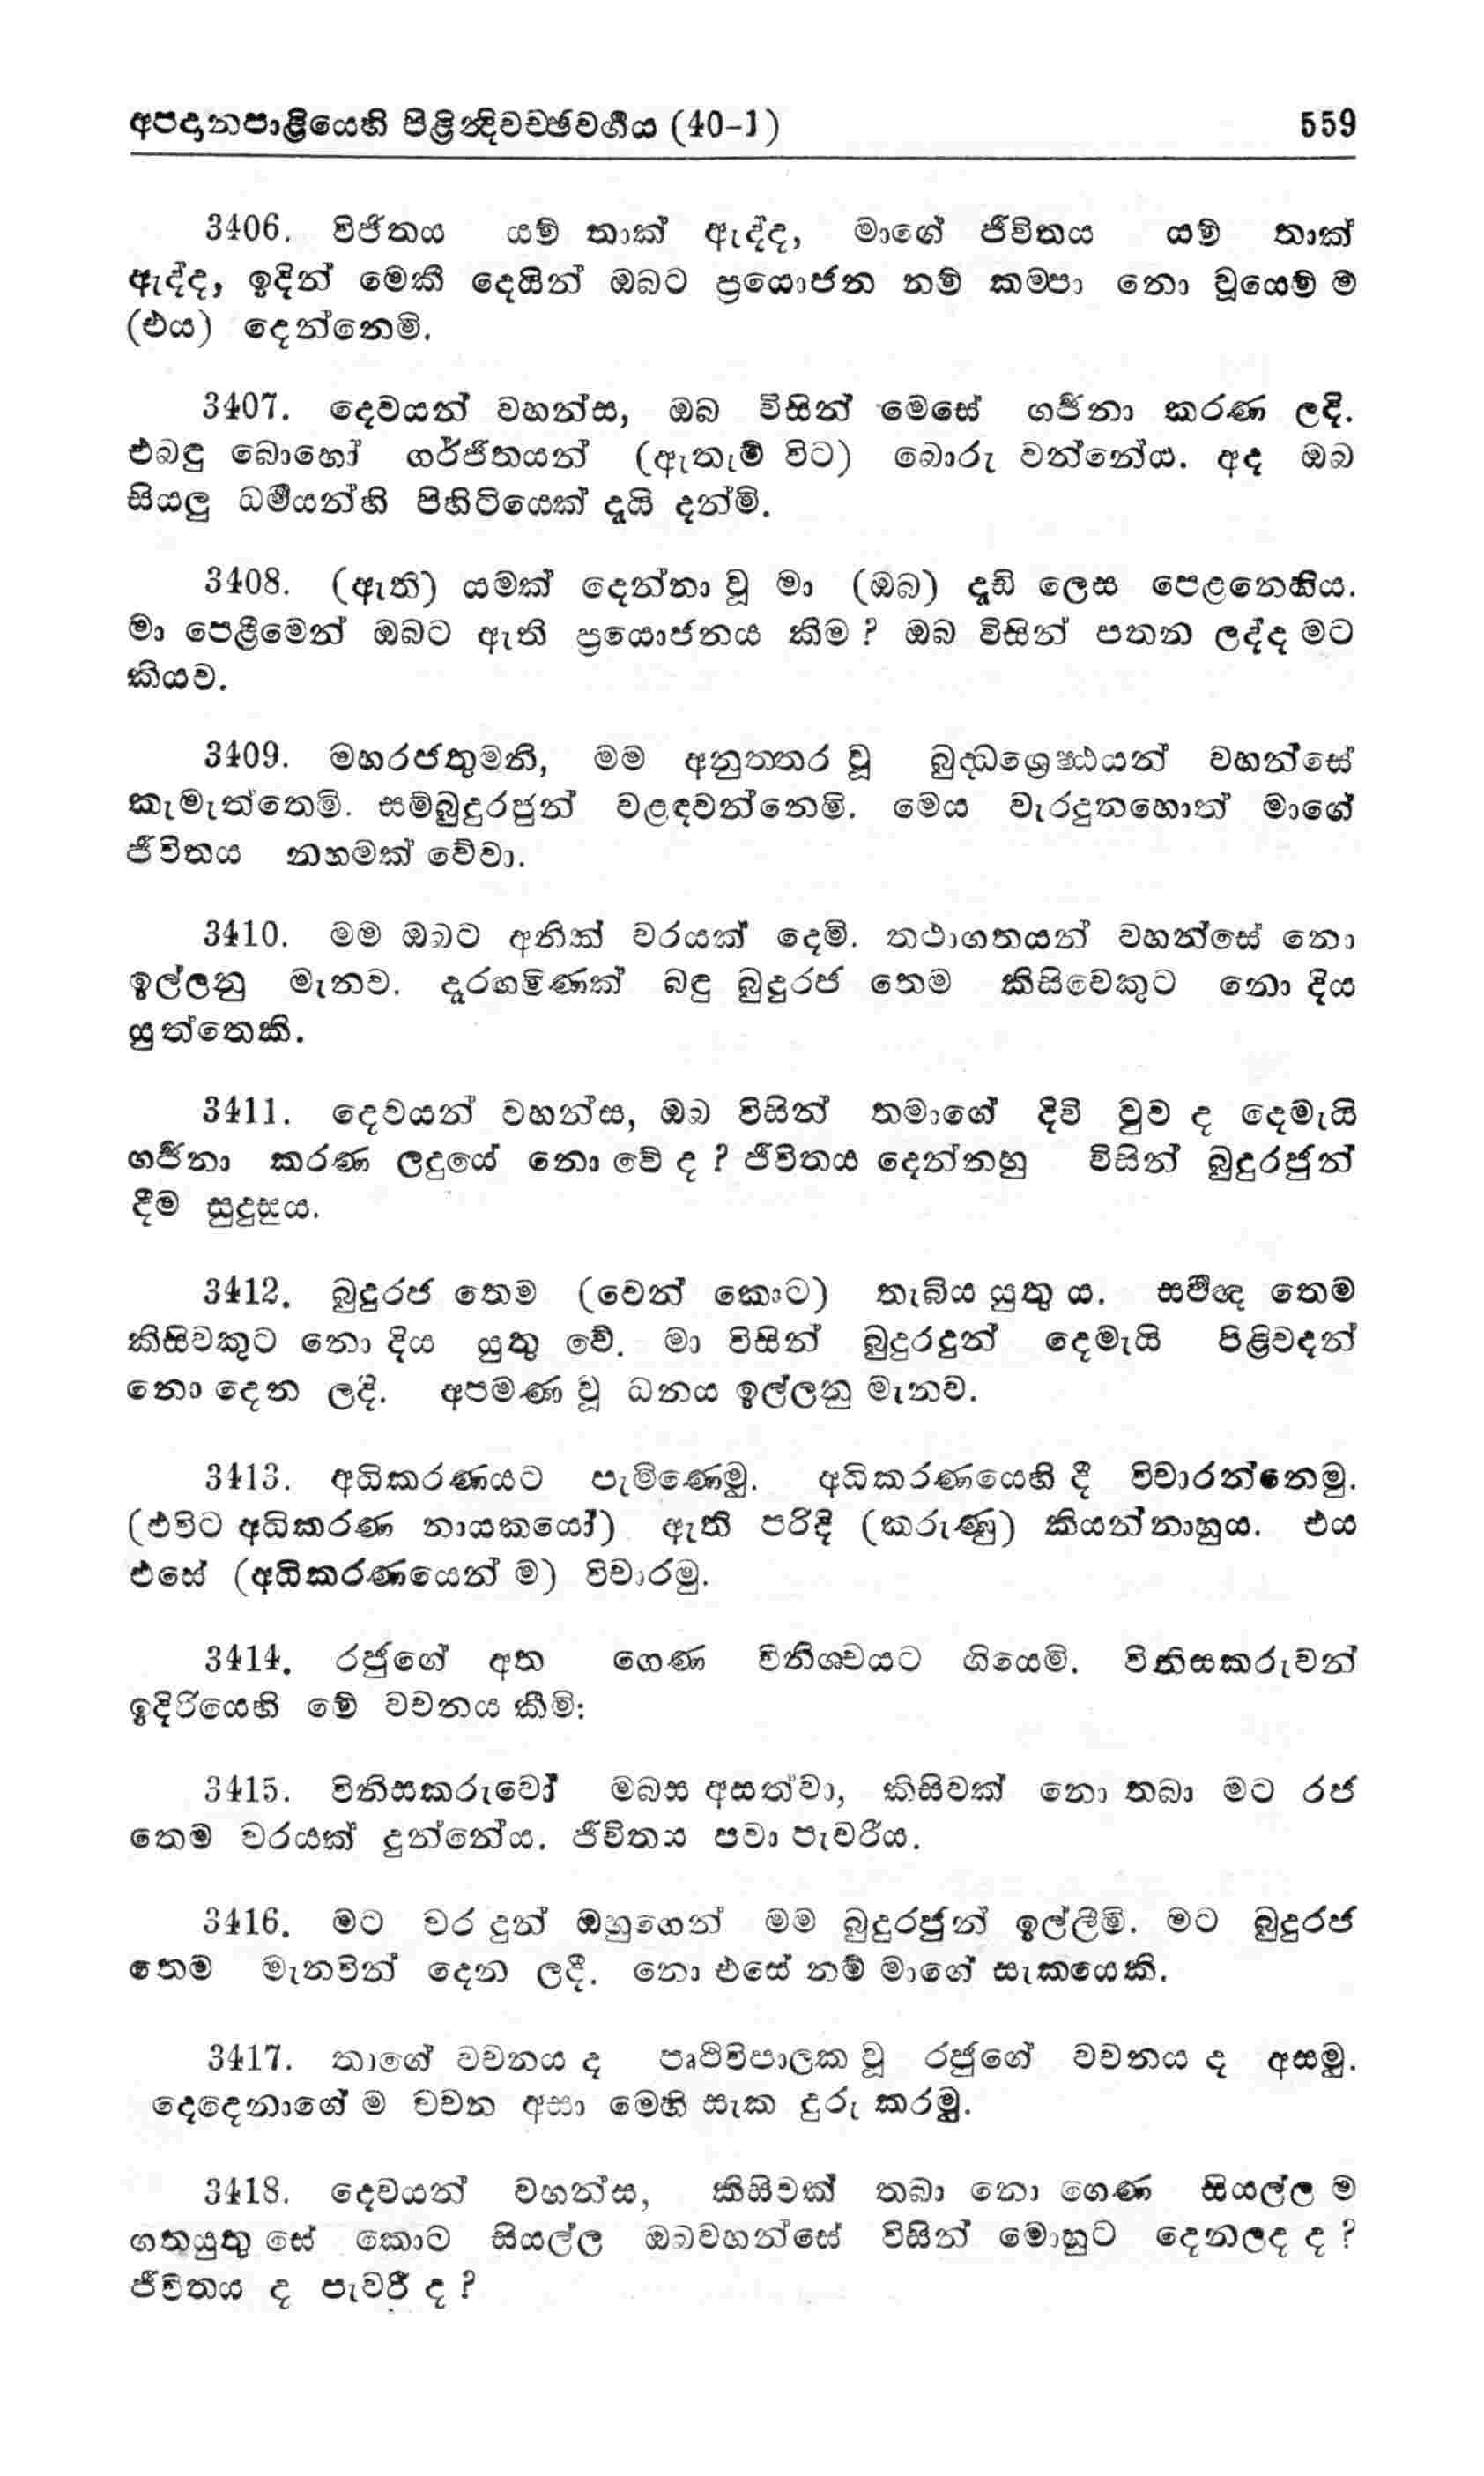 අපදානපාළියෙහි පිළින්දිවච්ඡවර්‍ගය (40-1) 559
3406. විජිතය යම් තාක් ඇද්ද, මාගේ ජීවිතය යම් තාක්
ඇද්ද, ඉදින් මෙකී දෙයින් ඔබට ප්‍රයොජන නම් කම්පා නො වූයෙම් ම
(එය) දෙන්නෙමි.
3407. දෙවයන් වහන්ස, ඔබ විසින් මෙසේ ගර්‍ජනා කරණ ලදි.
එබඳු බොහෝ ගර්ජිතයන් (ඇතැම් විට) බොරු වන්නේය. අද ඔබ
සියලු ධර්‍මයන්හි පිහිටියෙක් දැයි දන්මි.
3408. (ඇති) යමක් දෙන්නා වූ මා (ඔබ) දැඩි ලෙස පෙළනෙහිය.
මා පෙළීමෙන් ඔබට ඇති ප්‍රයොජනය කිම ? ඔබ විසින් පතන ලද්ද මට
කියව.
3409. මහරජතුමනි, මම අනුත්තර වූ බුද්ධශ්‍රෙෂ්ඨයන් වහන්සේ
කැමැත්තෙමි. සම්බුදුරජුන් වළඳවන්නෙමි. මෙය වැරදුනහොත් මාගේ
ජීවිතය නහමක් වේවා.
3410. මම ඔබට අනික් වරයක් දෙමි. තථාගතයන් වහන්සේ නො
ඉල්ලනු මැනව. දැරහමිණක් බඳු බුදුරජ තෙම කිසිවෙකුට නො දිය
යුත්තෙකි.
3411. දෙවයන් වහන්ස, ඔබ විසින් තමාගේ දිවි වුව ද දෙමැයි
ගර්‍ජනා කරණ ලදුයේ නො වේ ද ? ජීවිතය දෙන්නහු විසින් බුදුරජුන්
දීම සුදුසුය.
3412. බුදුරජ තෙම (වෙන් කොට) තැබිය යුතු ය. සර්‍වඥ තෙම
කිසිවකුට නො දිය යුතු වේ. මා විසින් බුදුරදුන් දෙමැයි පිළිවදන්
නො දෙන ලදි. අපමණ වූ ධනය ඉල්ලනු මැනව.
3413. අධිකරණයට පැමිණෙමු. අධිකරණයෙහි දී විචාරන්නෙමු.
(එවිට අධිකරණ නායකයෝ) ඇති පරිදි (කරුණු) කියන්නාහුය. එය
එසේ (අධිකරණයෙන් ම) විචාරමු.
3414. රජුගේ අත ගෙණ විනිශ්චයට ගියෙමි. විනිසකරුවන්
ඉදිරියෙහි මේ වචනය කීමි:
3415. විනිසකරුවෝ මබස අසත්වා, කිසිවක් නො තබා මට රජ
තෙම වරයක් දුන්නේය. ජීවිතය පවා පැවරීය.
3416. මට වර දුන් ඔහුගෙන් මම බුදුරජුන් ඉල්ලීමි. මට බුදුරජ
තෙම මැනවින් දෙන ලදී. නො එසේ නම් මාගේ සැකයෙකි.
3417. තාගේ වචනය ද පෘථිවිපාලක වූ රජුගේ වචනය ද අසමු.
දෙදෙනාගේ ම වචන අසා මෙහි සැක දුරු කරමු.
3418. දෙවයන් වහන්ස, කිසිවක් තබා නො ගෙණ සියල්ල ම
ගතයුතු සේ කොට සියල්ල ඔබවහන්සේ විසින් මොහුට දෙනලද ද ?
ජීවිතය ද පැවරී ද ?